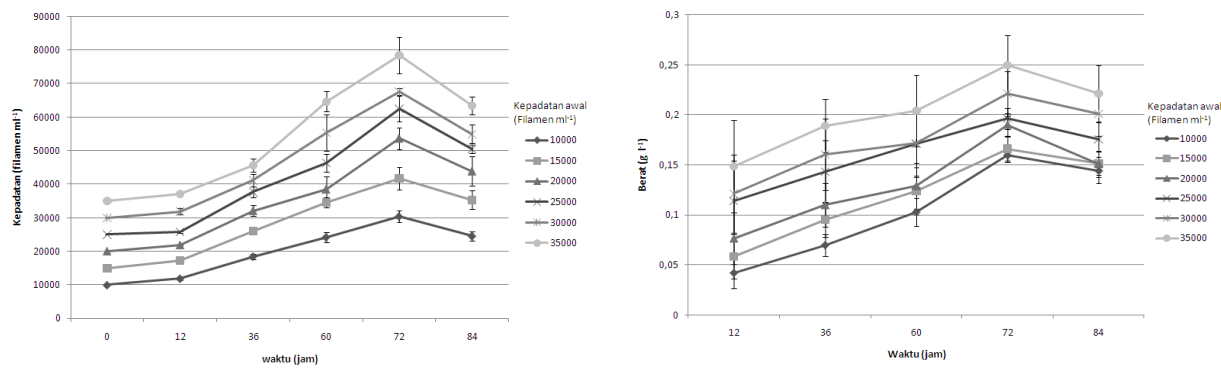 90000
80000
70000
60000
50000
40000
30000
20000
10000
0
Kepadatan (filamen ml⁻¹)
0 12 36 60 72 84
waktu (jam)
Kepadatan awal
(Filamen ml⁻¹)
10000
15000
20000
25000
30000
35000
0,3
0,25
0,2
0,15
0,1
0,05
0
Berat (g l⁻¹)
12 36 60 72 84
Waktu (jam)
Kepadatan awal
(Filamen ml⁻¹)
10000
15000
20000
25000
30000
35000